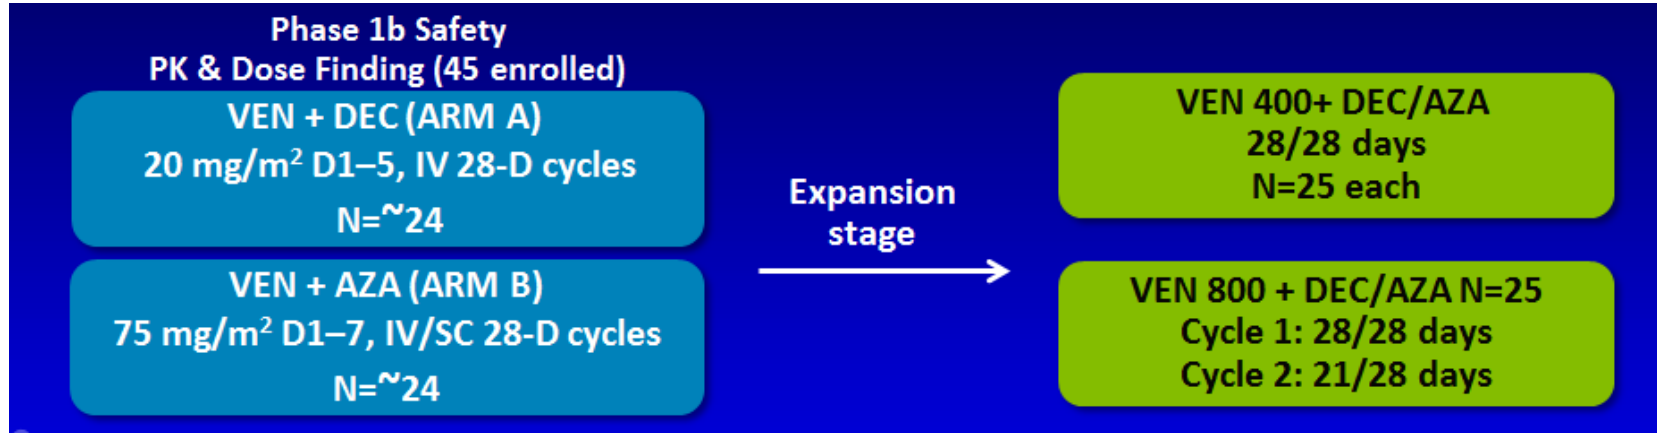 Phase 1b Safety
PK & Dose Finding (45 enrolled)
VEN + DEC (ARM A)
20 mg/m² D1–5, IV 28-D cycles
N=~24
VEN + AZA (ARM B)
75 mg/m² D1–7, IV/SC 28-D cycles
N=~24
Expansion
stage
VEN 400+ DEC/AZA
28/28 days
N=25 each
VEN 800 + DEC/AZA N=25
Cycle 1: 28/28 days
Cycle 2: 21/28 days